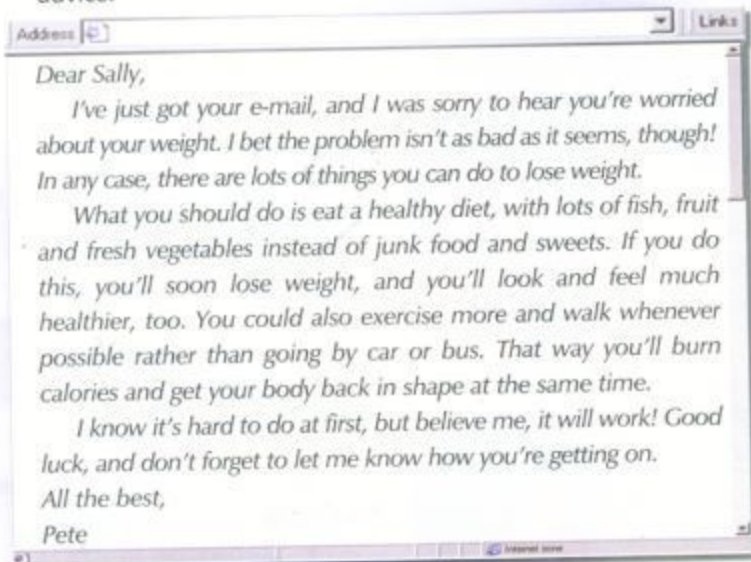 advice.
Address
Links
Dear Sally,
I've just got your e-mail, and I was sorry to hear you're worried
about your weight. I bet the problem isn't as bad as it seems, though!
In any case, there are lots of things you can do to lose weight.
What you should do is eat a healthy diet, with lots of fish, fruit
and fresh vegetables instead of junk food and sweets. If you do
this, you'll soon lose weight, and you'll look and feel much
healthier, too. You could also exercise more and walk whenever
possible rather than going by car or bus. That way you'll burn
calories and get your body back in shape at the same time.
I know it's hard to do at first, but believe me, it will work! Good
luck, and don't forget to let me know how you're getting on.
All the best,
Pete
Internet zone